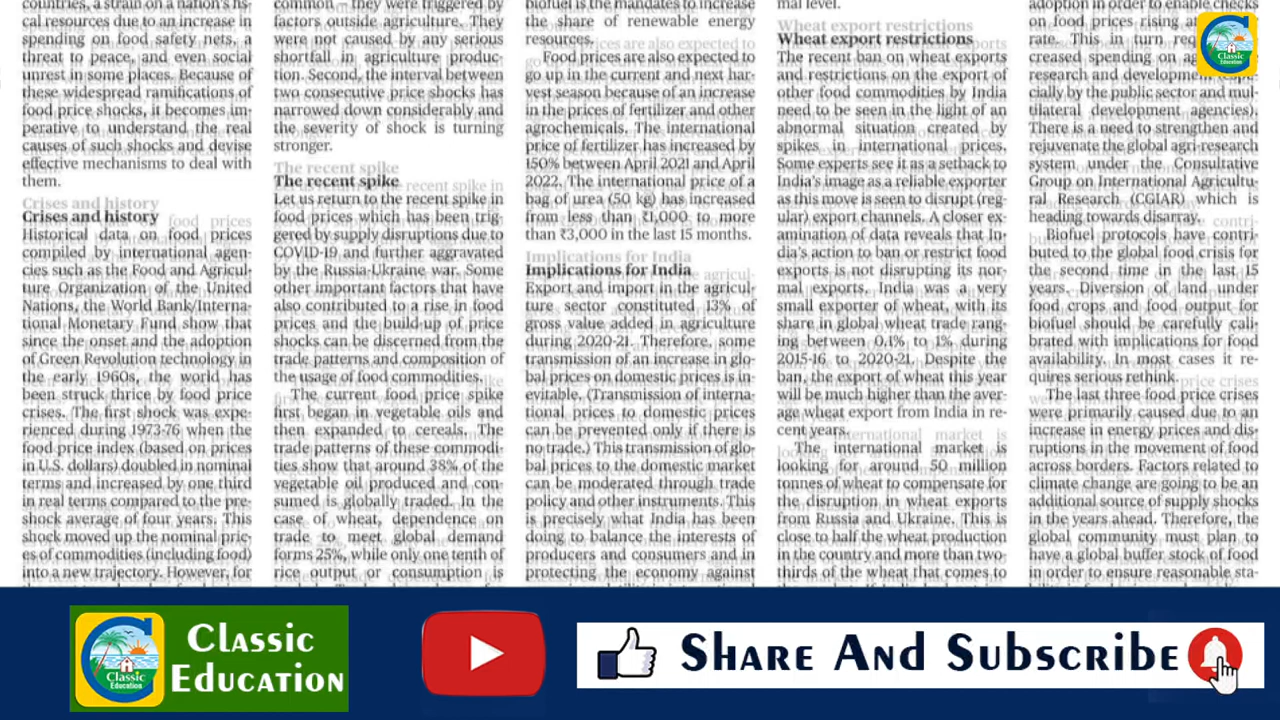 countries, a strain on a nation's fis-
cal resources due to an increase in
spending on food safety nets, a
threat to peace, and even social
unrest in some places. Because of
these widespread ramifications of
food price shocks, it becomes im-
perative to understand the real
causes of such shocks and devise
effective mechanisms to deal with
them.
Crises and history
Historical data on food prices
compiled by international agen-
cies such as the Food and Agricul-
ture Organization of the United
Nations, the World Bank/Interna-
tional Monetary Fund show that
since the onset and the adoption
of Green Revolution technology in
the early 1960s, the world has
been struck thrice by food price
crises. The first shock was expe-
rienced during 1973-76 when the
food price index (based on prices
in U.S. dollars) doubled in nominal
terms and increased by one third
in real terms compared to the pre-
shock average of four years. This
shock moved up the nominal pric-
es of commodities (including food)
into a new trajectory. However, for
common — they were triggered by
factors outside agriculture. They
were not caused by any serious
shortfall in agriculture produc-
tion. Second, the interval between
two consecutive price shocks has
narrowed down considerably and
the severity of shock is turning
stronger.
The recent spike
Let us return to the recent spike in
food prices which has been trig-
gered by supply disruptions due to
COVID-19 and further aggravated
by the Russia-Ukraine war. Some
other important factors that have
also contributed to a rise in food
prices and the build-up of price
shocks can be discerned from the
trade patterns and composition of
the usage of food commodities.
The current food price spike
first began in vegetable oils and
then expanded to cereals. The
trade patterns of these commodi-
ties show that around 38% of the
vegetable oil produced and con-
sumed is globally traded. In the
case of wheat, dependence on
trade to meet global demand
forms 25%, while only one tenth of
rice output or consumption is
biofuel is the mandates to increase
the share of renewable energy
resources.
Food prices are also expected to
go up in the current and next har-
vest season because of an increase
in the prices of fertilizer and other
agrochemicals. The international
price of fertilizer has increased by
150% between April 2021 and April
2022. The international price of a
bag of urea (50 kg) has increased
from less than ₹1,000 to more
than ₹3,000 in the last 15 months.
Implications for India
Export and import in the agricul-
ture sector constituted 13% of
gross value added in agriculture
during 2020-21. Therefore, some
transmission of an increase in glo-
bal prices on domestic prices is in-
evitable. (Transmission of interna-
tional prices to domestic prices
can be prevented only if there is
no trade.) This transmission of glo-
bal prices to the domestic market
can be moderated through trade
policy and other instruments. This
is precisely what India has been
doing to balance the interests of
producers and consumers and in
protecting the economy against
mal level.
Wheat export restrictions
The recent ban on wheat exports
and restrictions on the export of
other food commodities by India
need to be seen in the light of an
abnormal situation created by
spikes in international prices.
Some experts see it as a setback to
India's image as a reliable exporter
as this move is seen to disrupt (reg-
ular) export channels. A closer ex-
amination of data reveals that In-
dia's action to ban or restrict food
exports is not disrupting its nor-
mal exports. India was a very
small exporter of wheat, with its
share in global wheat trade rang-
ing between 0.1% to 1% during
2015-16 to 2020-21. Despite the
ban, the export of wheat this year
will be much higher than the aver-
age wheat export from India in re-
cent years.
The international market is
looking for around 50 million
tonnes of wheat to compensate for
the disruption in wheat exports
from Russia and Ukraine. This is
close to half the wheat production
in the country and more than two-
thirds of the wheat that comes to
adoption in order to enable checks
on food prices rising at
rate. This in turn
creased spending on
research and development
cially by the public sector and mul-
tilateral development agencies).
There is a need to strengthen and
rejuvenate the global agri-research
system under the Consultative
Group on International Agricultu-
ral Research (CGIAR) which is
heading towards disarray.
Biofuel protocols have contri-
buted to the global food crisis for
the second time in the last 15
years. Diversion of land under
food crops and food output for
biofuel should be carefully cali-
brated with implications for food
availability. In most cases it re-
quires serious rethink.
The last three food price crises
were primarily caused due to an
increase in energy prices and dis-
ruptions in the movement of food
across borders. Factors related to
climate change are going to be an
additional source of supply shocks
in the years ahead. Therefore, the
global community must plan to
have a global buffer stock of food
in order to ensure reasonable sta-
Classic
Education
Classic
Education
Classic
Education
Share And Subscribe